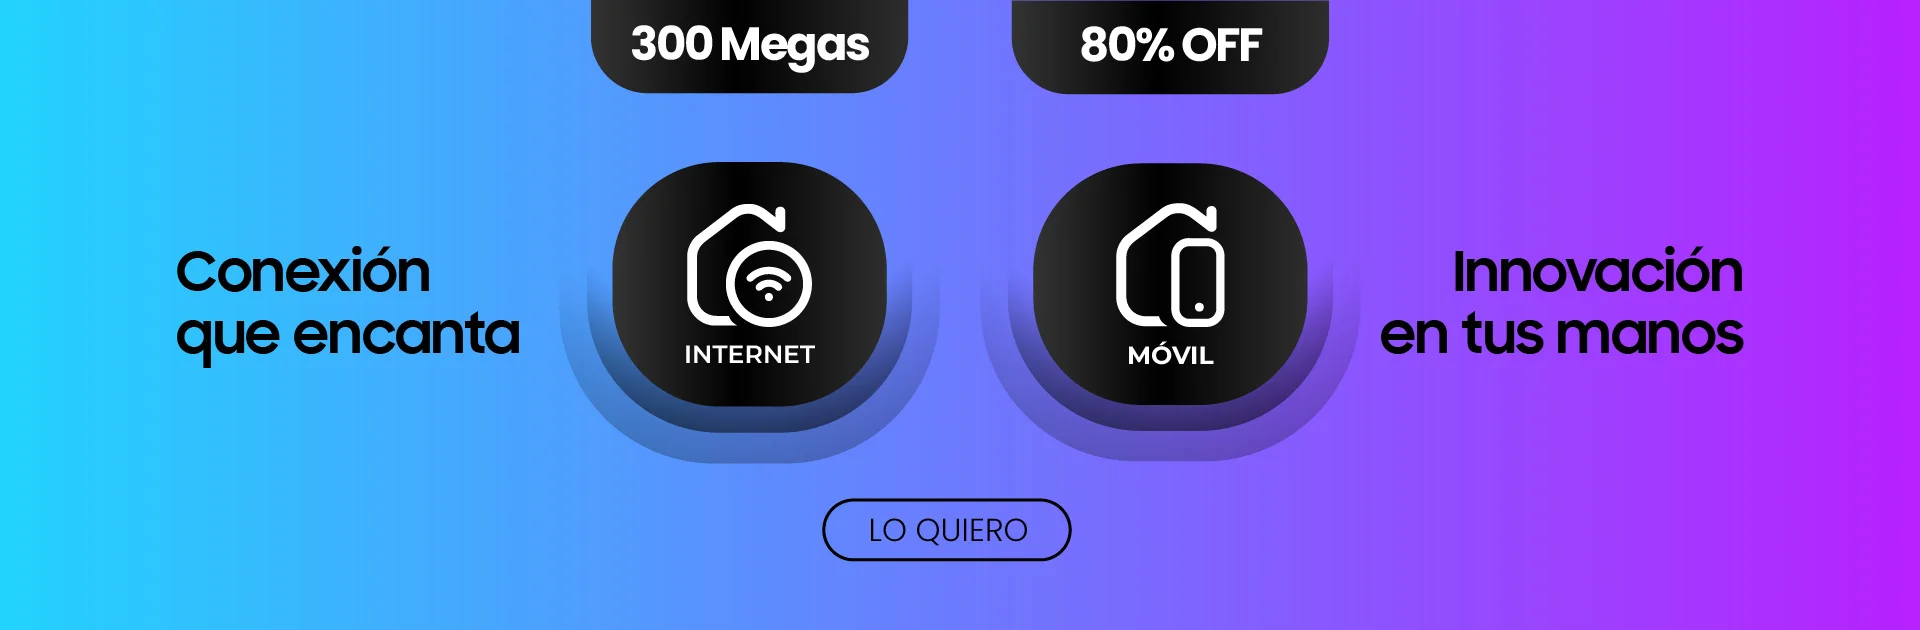 300 Megas
80% OFF
Conexión
que encanta
INTERNET
MÓVIL
Innovación
en tus manos
LO QUIERO